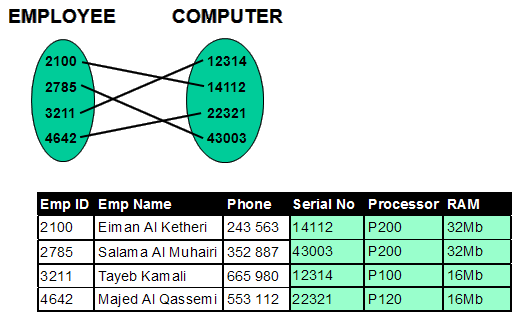 EMPLOYEE COMPUTER
2100 12314
2785 14112
3211 22321
4642 43003
Emp ID Emp Name Phone Serial No Processor RAM
2100 Eiman Al Ketheri 243 563 14112 P200 32Mb
2785 Salama Al Muhairi 352 887 43003 P200 32Mb
3211 Tayeb Kamali 665 980 12314 P100 16Mb
4642 Majed Al Qassemi 553 112 22321 P120 16Mb